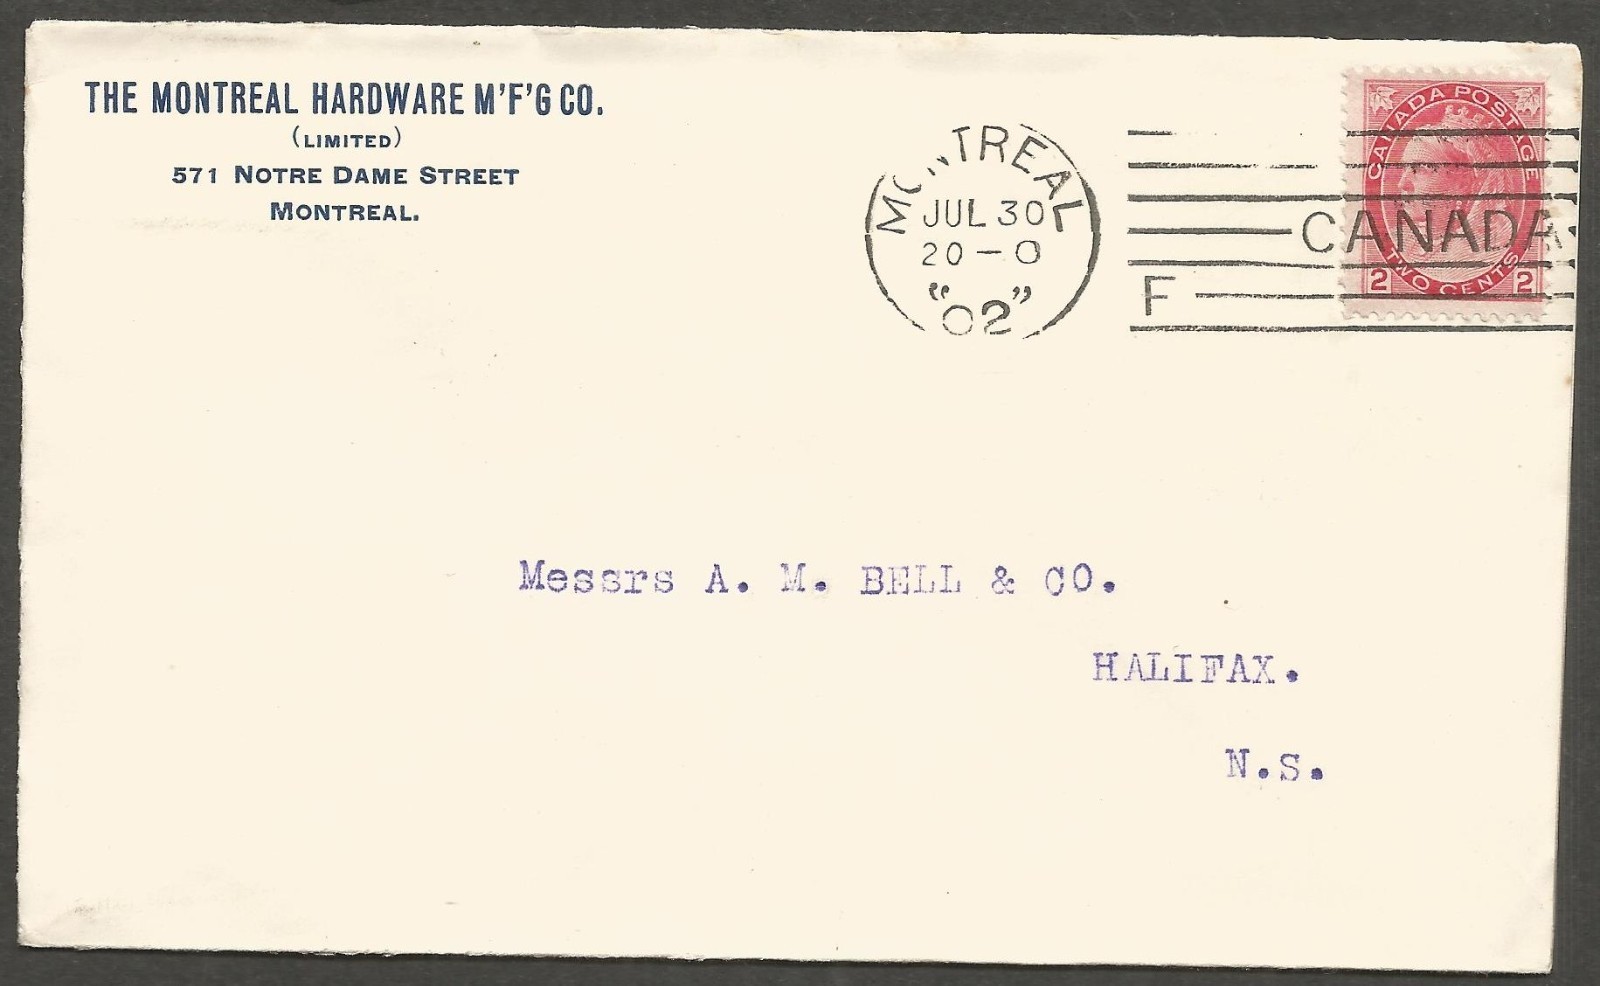 THE MONTREAL HARDWARE M'F'G CO.
(LIMITED)
571 NOTRE DAME STREET
MONTREAL.
MONTREAL
JUL 30
20-0
"02"
CANADA
F
CANADA POSTAGE
TWO CENTS
2 2
Messrs A. M. BELL & CO.
HALIFAX.
N.S.